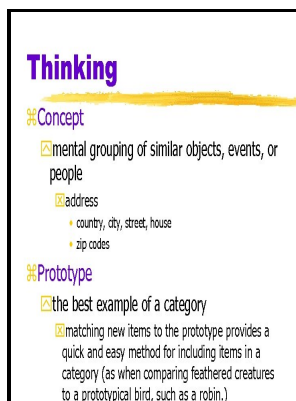 Thinking
Concept
mental grouping of similar objects, events, or
people
address
country, city, street, house
zip codes
Prototype
the best example of a category
matching new items to the prototype provides a
quick and easy method for including items in a
category (as when comparing feathered creatures
to a prototypical bird, such as a robin.)